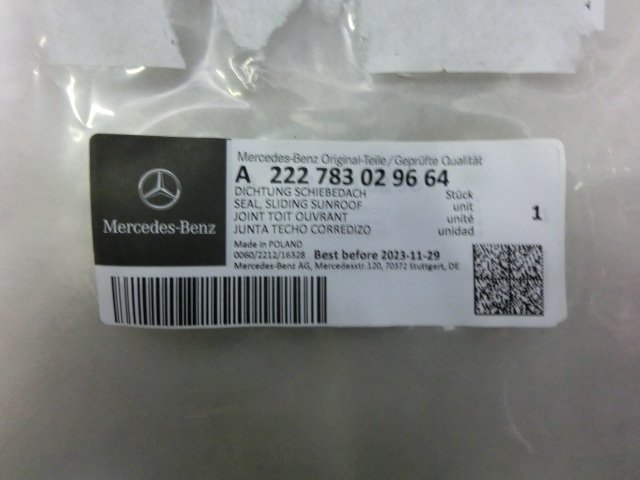 Mercedes-Benz Original-Teile/Geprüfte Qualität
A 222 783 02 96 64
DICHTUNG SCHIEBEDACH Stück
SEAL, SLIDING SUNROOF unit
JOINT TOIT OUVRANT unité 1
JUNTA TECHO CORREDIZO unidad
Mercedes-Benz
Made in POLAND
0060/2212/16328 Best before 2023-11-29
Mercedes-Benz AG, Mercedesstr.120, 70372 Stuttgart, DE